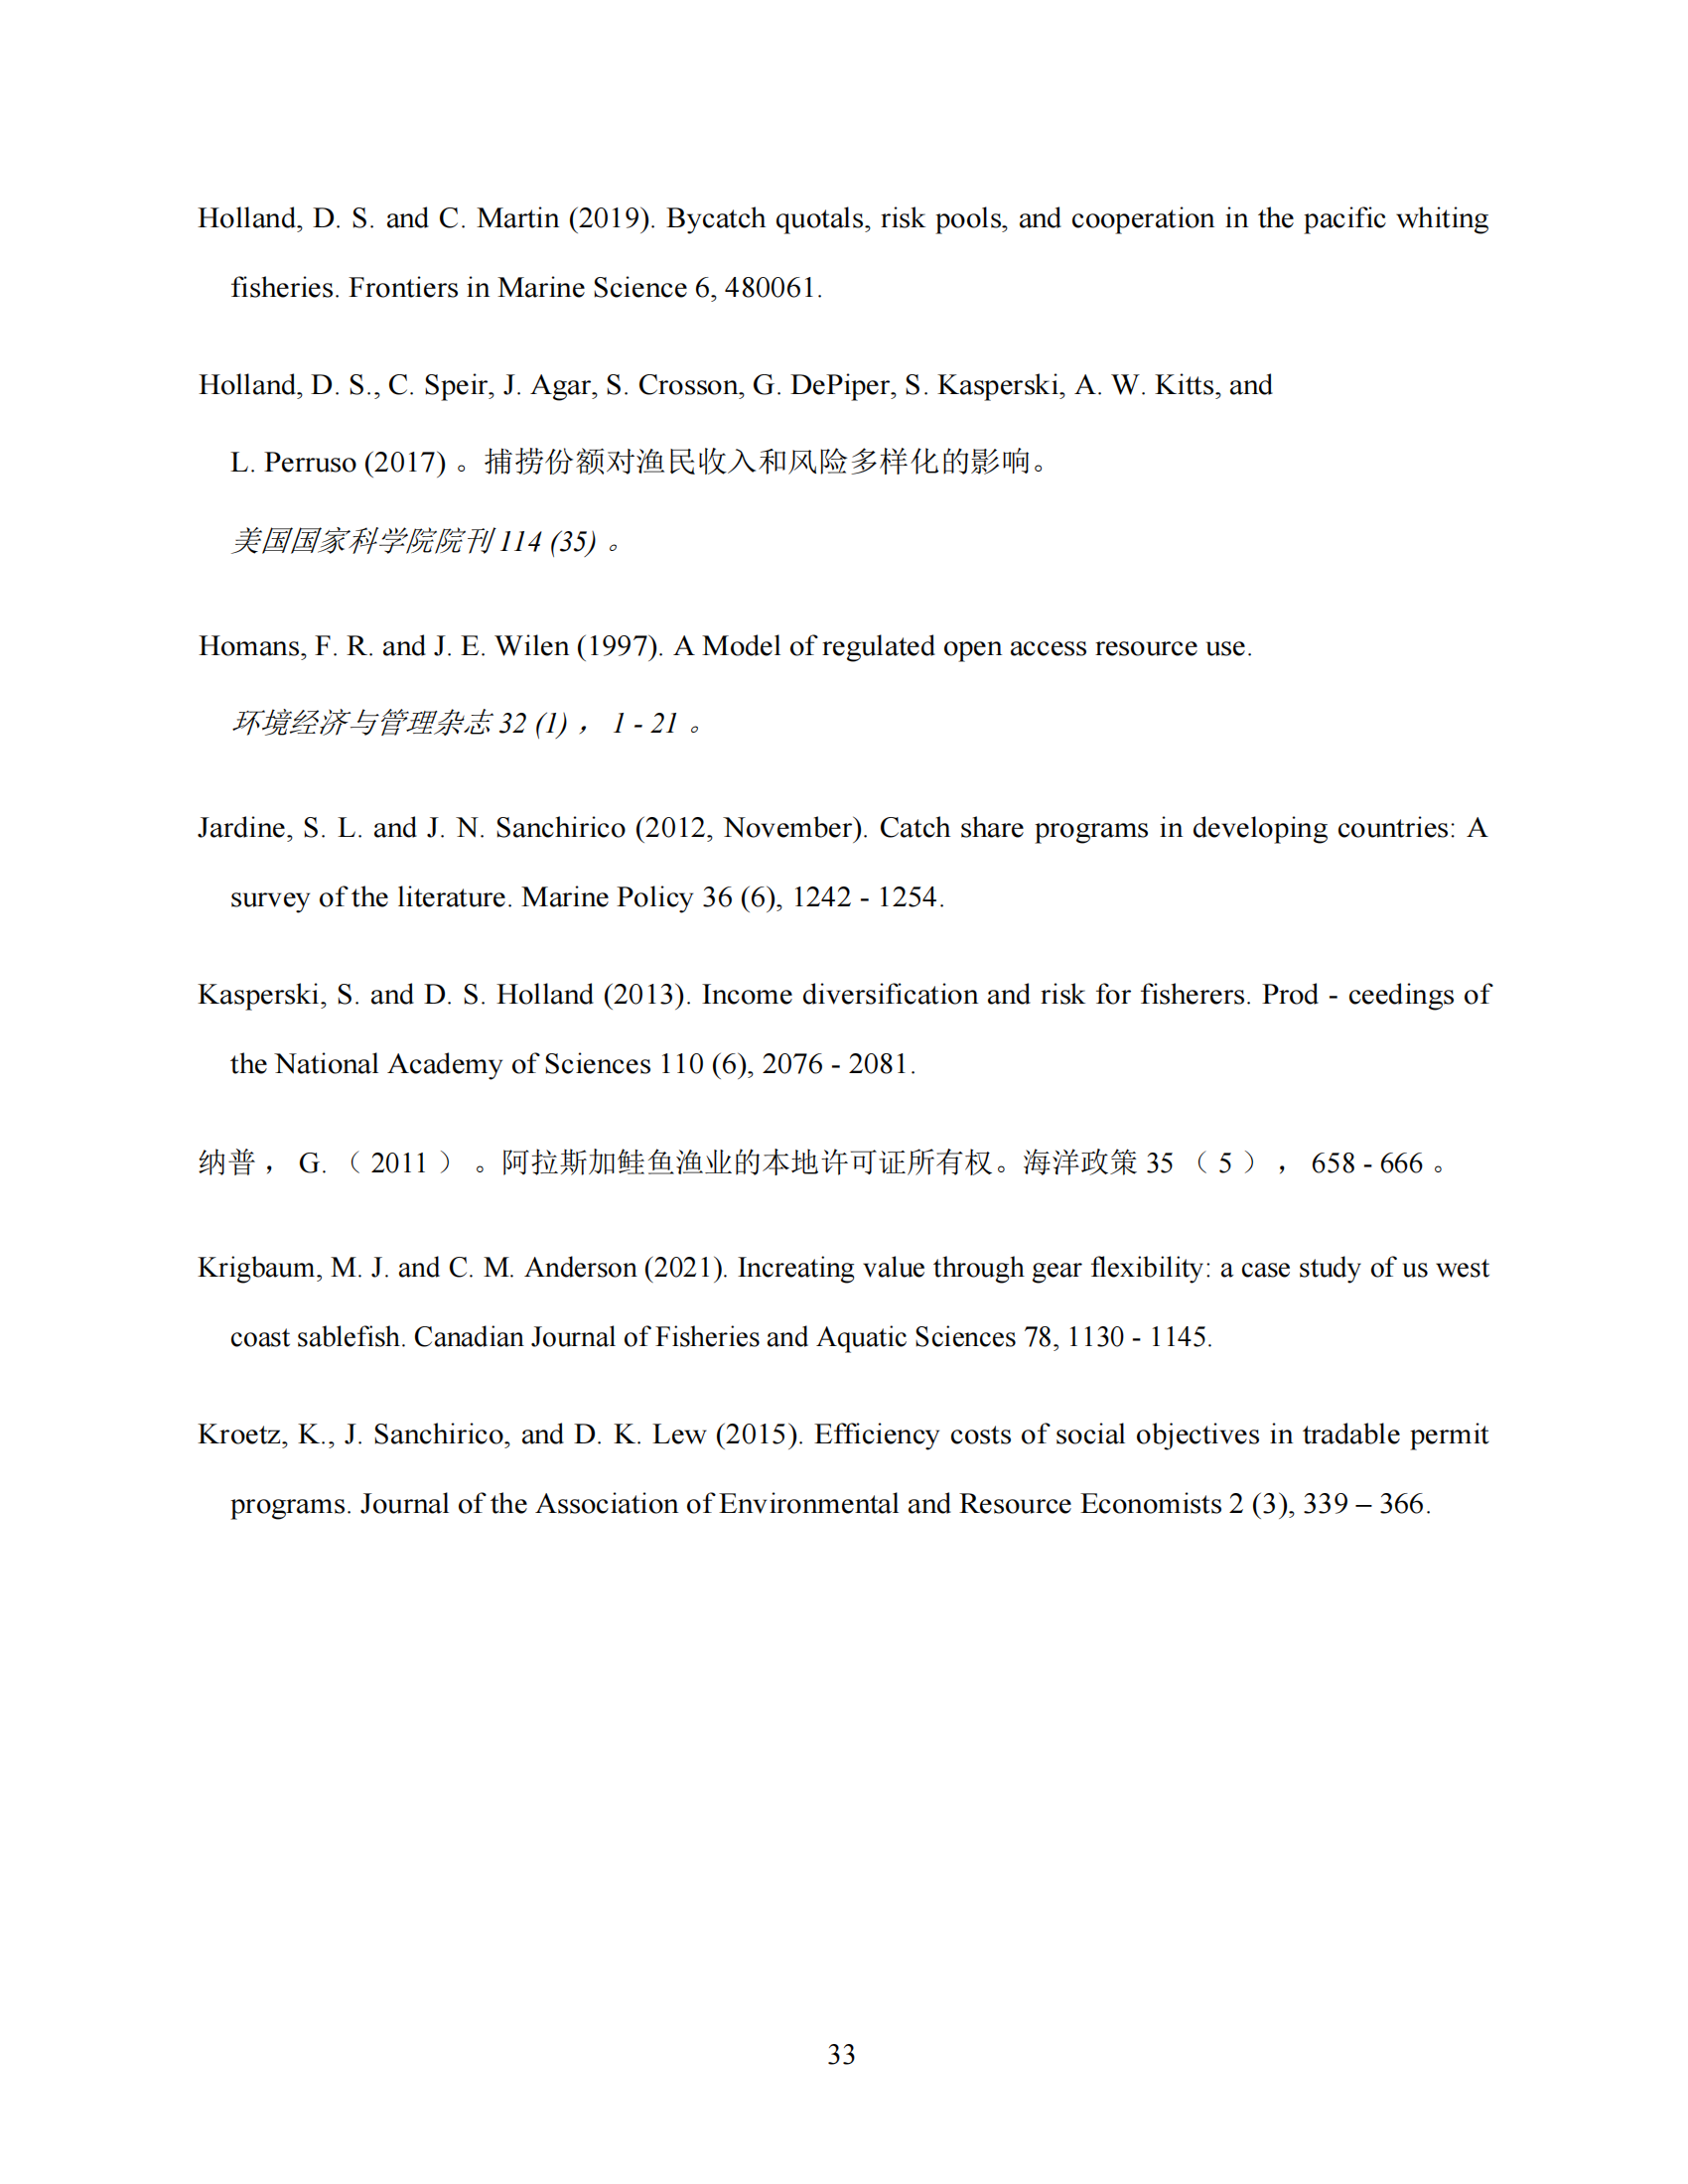 Holland, D. S. and C. Martin (2019). Bycatch quotals, risk pools, and cooperation in the pacific whiting
fisheries. Frontiers in Marine Science 6, 480061.
Holland, D. S., C. Speir, J. Agar, S. Crosson, G. DePiper, S. Kasperski, A. W. Kitts, and
L. Perruso (2017) 。捕捞份额对渔民收入和风险多样化的影响。
美国国家科学院院刊 114 (35) 。
Homans, F. R. and J. E. Wilen (1997). A Model of regulated open access resource use.
环境经济与管理杂志 32 (1) ， 1 - 21 。
Jardine, S. L. and J. N. Sanchirico (2012, November). Catch share programs in developing countries: A
survey of the literature. Marine Policy 36 (6), 1242 - 1254.
Kasperski, S. and D. S. Holland (2013). Income diversification and risk for fisherers. Prod - ceedings of
the National Academy of Sciences 110 (6), 2076 - 2081.
纳普 ， G. （ 2011 ） 。阿拉斯加鲑鱼渔业的本地许可证所有权。海洋政策 35 （ 5 ） ， 658 - 666 。
Krigbaum, M. J. and C. M. Anderson (2021). Increating value through gear flexibility: a case study of us west
coast sablefish. Canadian Journal of Fisheries and Aquatic Sciences 78, 1130 - 1145.
Kroetz, K., J. Sanchirico, and D. K. Lew (2015). Efficiency costs of social objectives in tradable permit
programs. Journal of the Association of Environmental and Resource Economists 2 (3), 339 – 366.
33